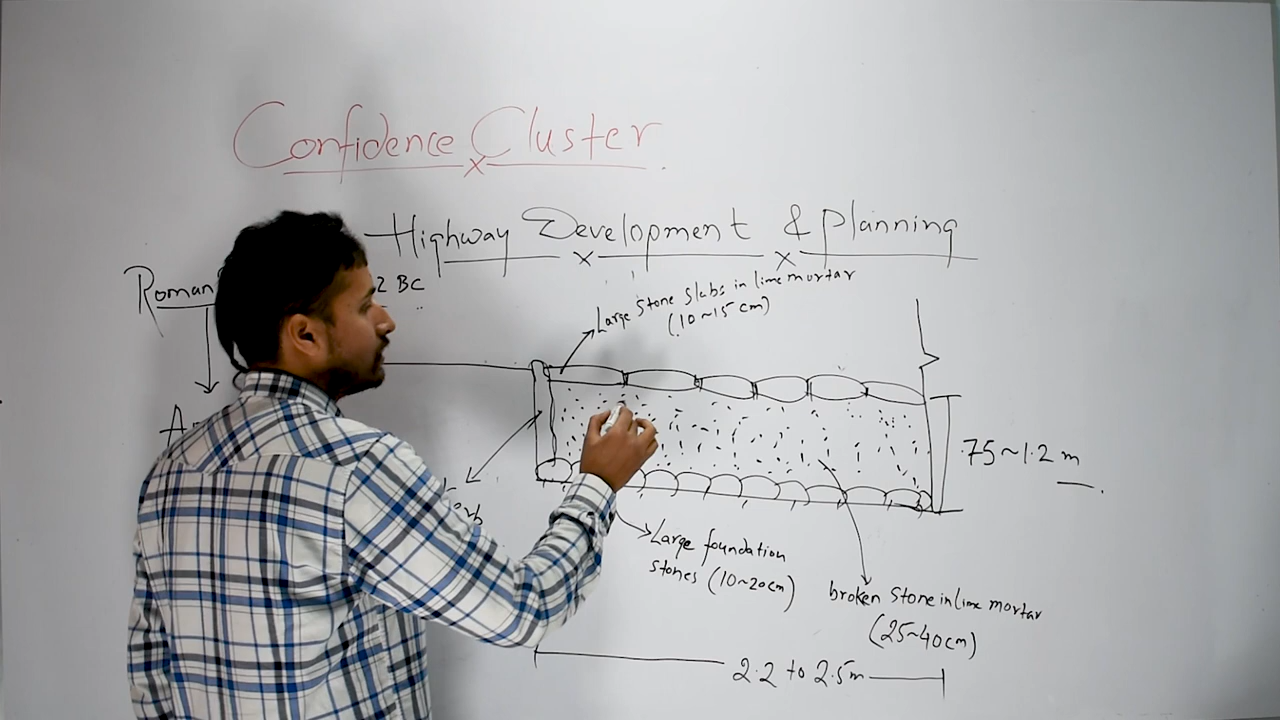 Confidence Cluster
Highway Development & Planning
Roman
2 BC
Large stone slabs in lime mortar
(10~15 cm)
.75~1.2 m
Large foundation
stones (10~20cm)
broken stone in lime mortar
(25~40cm)
2.2 to 2.5m